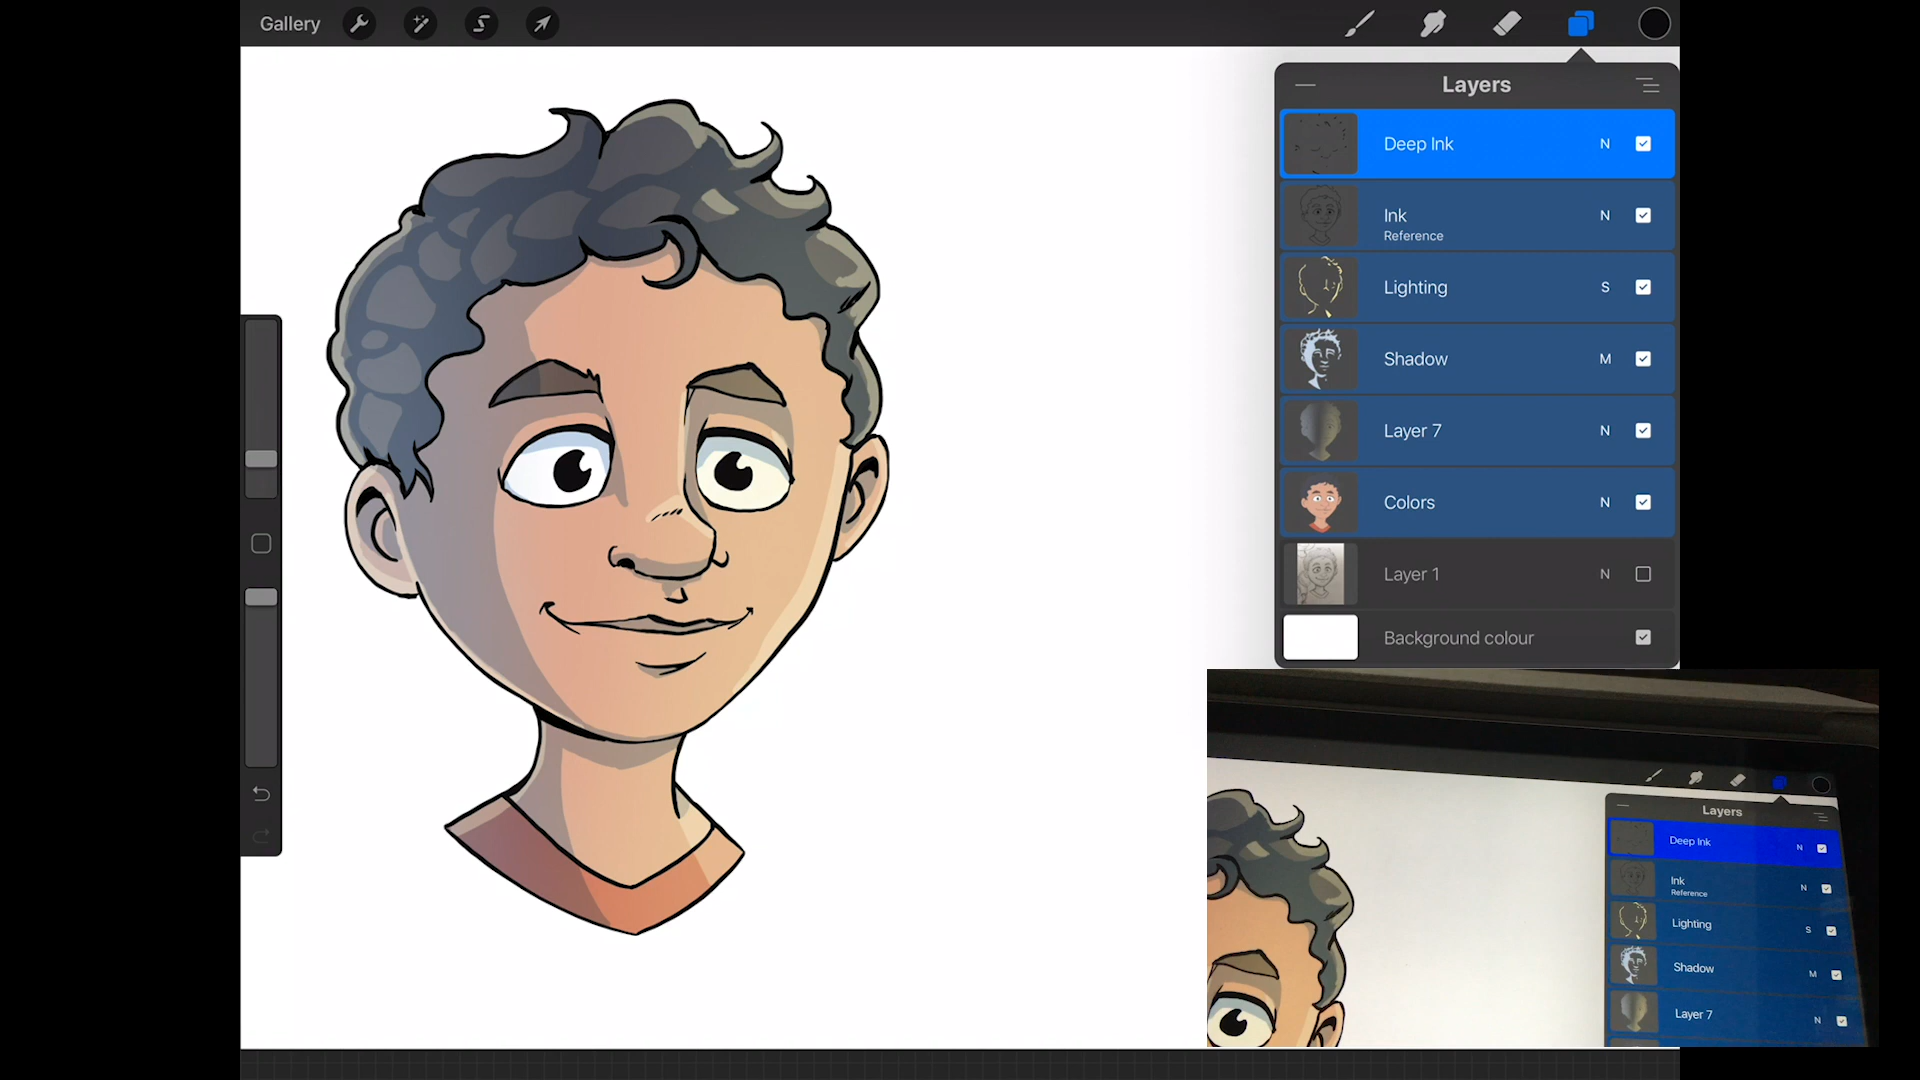 Gallery
Layers
Deep Ink N
Ink N
Reference
Lighting S
Shadow M
Layer 7 N
Colors N
Layer 1 N
Background colour
Layers
Deep Ink N
Ink N
Reference
Lighting S
Shadow M
Layer 7 N